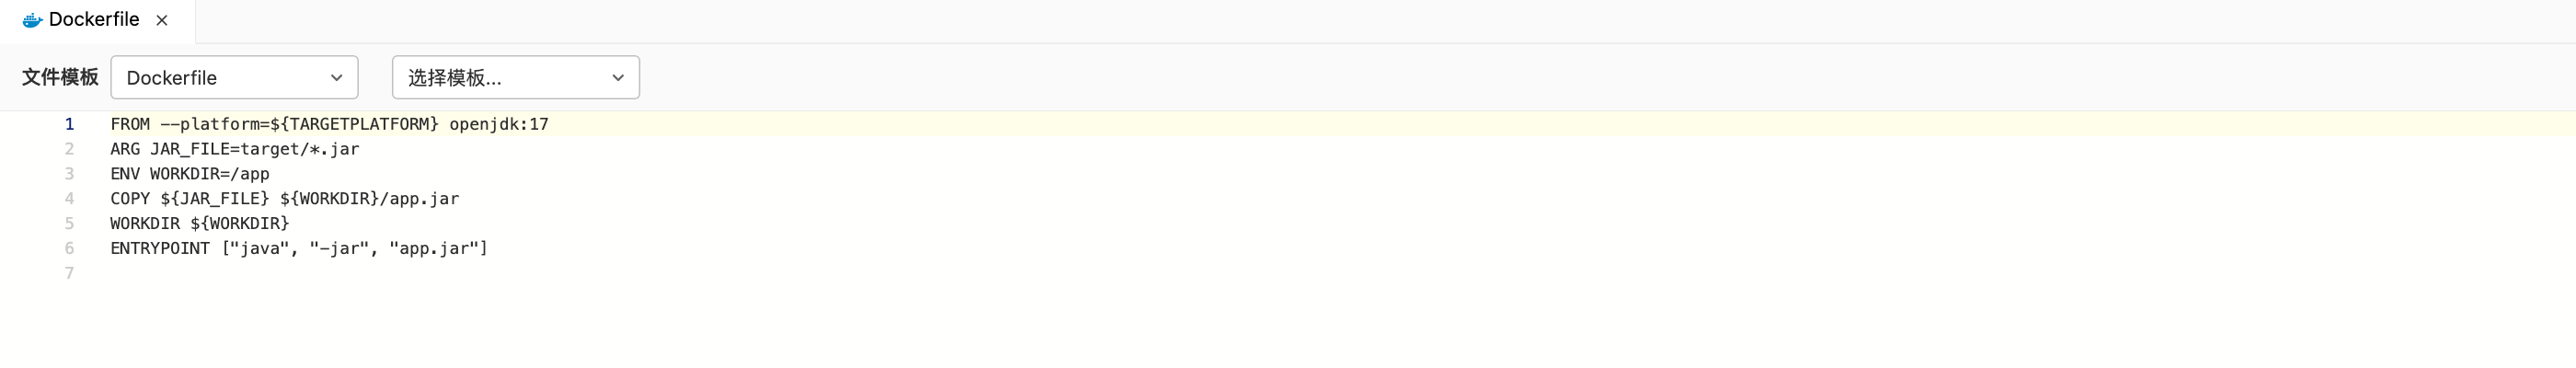 Dockerfile ×
文件模板 Dockerfile 选择模板...
1 FROM --platform=${TARGETPLATFORM} openjdk:17
2 ARG JAR_FILE=target/*.jar
3 ENV WORKDIR=/app
4 COPY ${JAR_FILE} ${WORKDIR}/app.jar
5 WORKDIR ${WORKDIR}
6 ENTRYPOINT ["java", "-jar", "app.jar"]
7